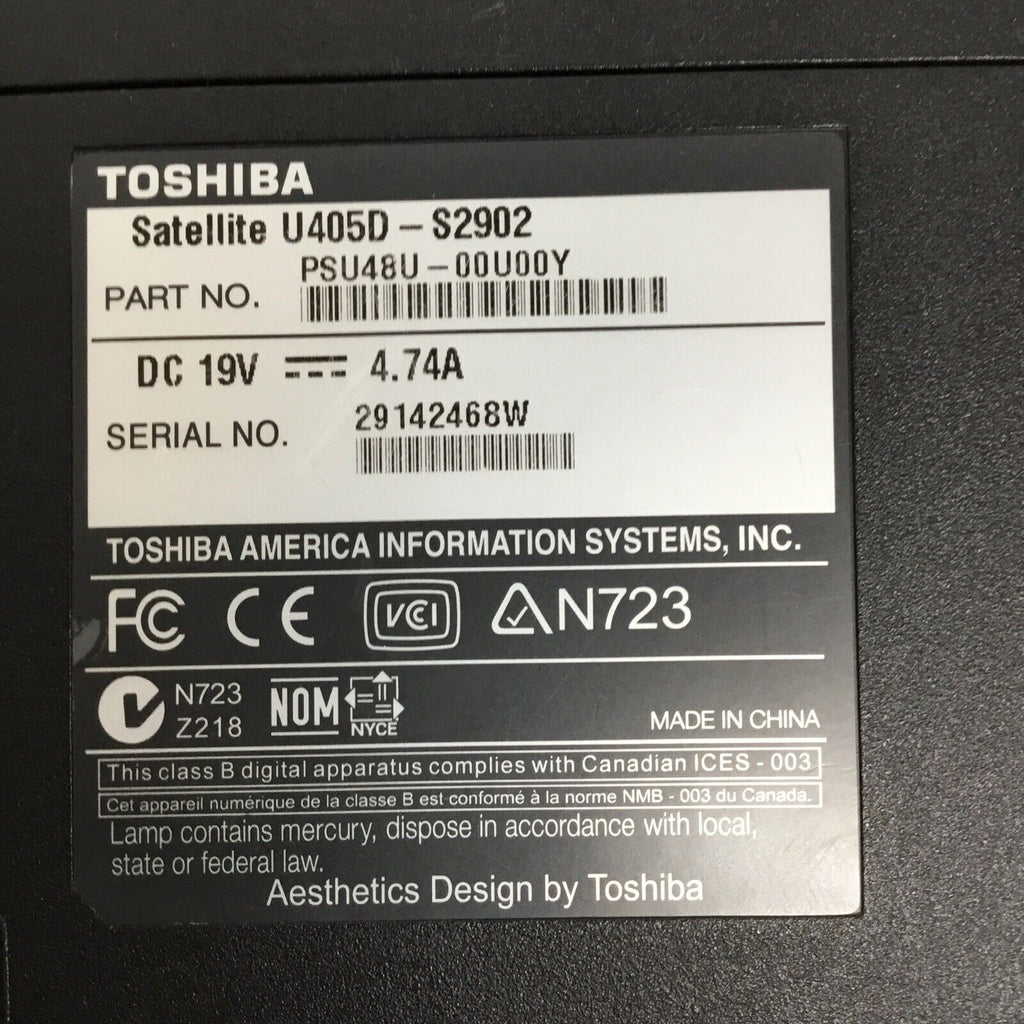 TOSHIBA
Satellite U405D - S2902
PSU48U - 00U00Y
PART NO.
DC 19V 4.74A
29142468W
SERIAL NO.
TOSHIBA AMERICA INFORMATION SYSTEMS, INC.
FC CE VCI N723
N723
Z218
NOM
NYCE
MADE IN CHINA
This class B digital apparatus complies with Canadian ICES - 003
Cet appareil numérique de la classe B est conformé à la norme NMB - 003 du Canada.
Lamp contains mercury, dispose in accordance with local,
state or federal law.
Aesthetics Design by Toshiba